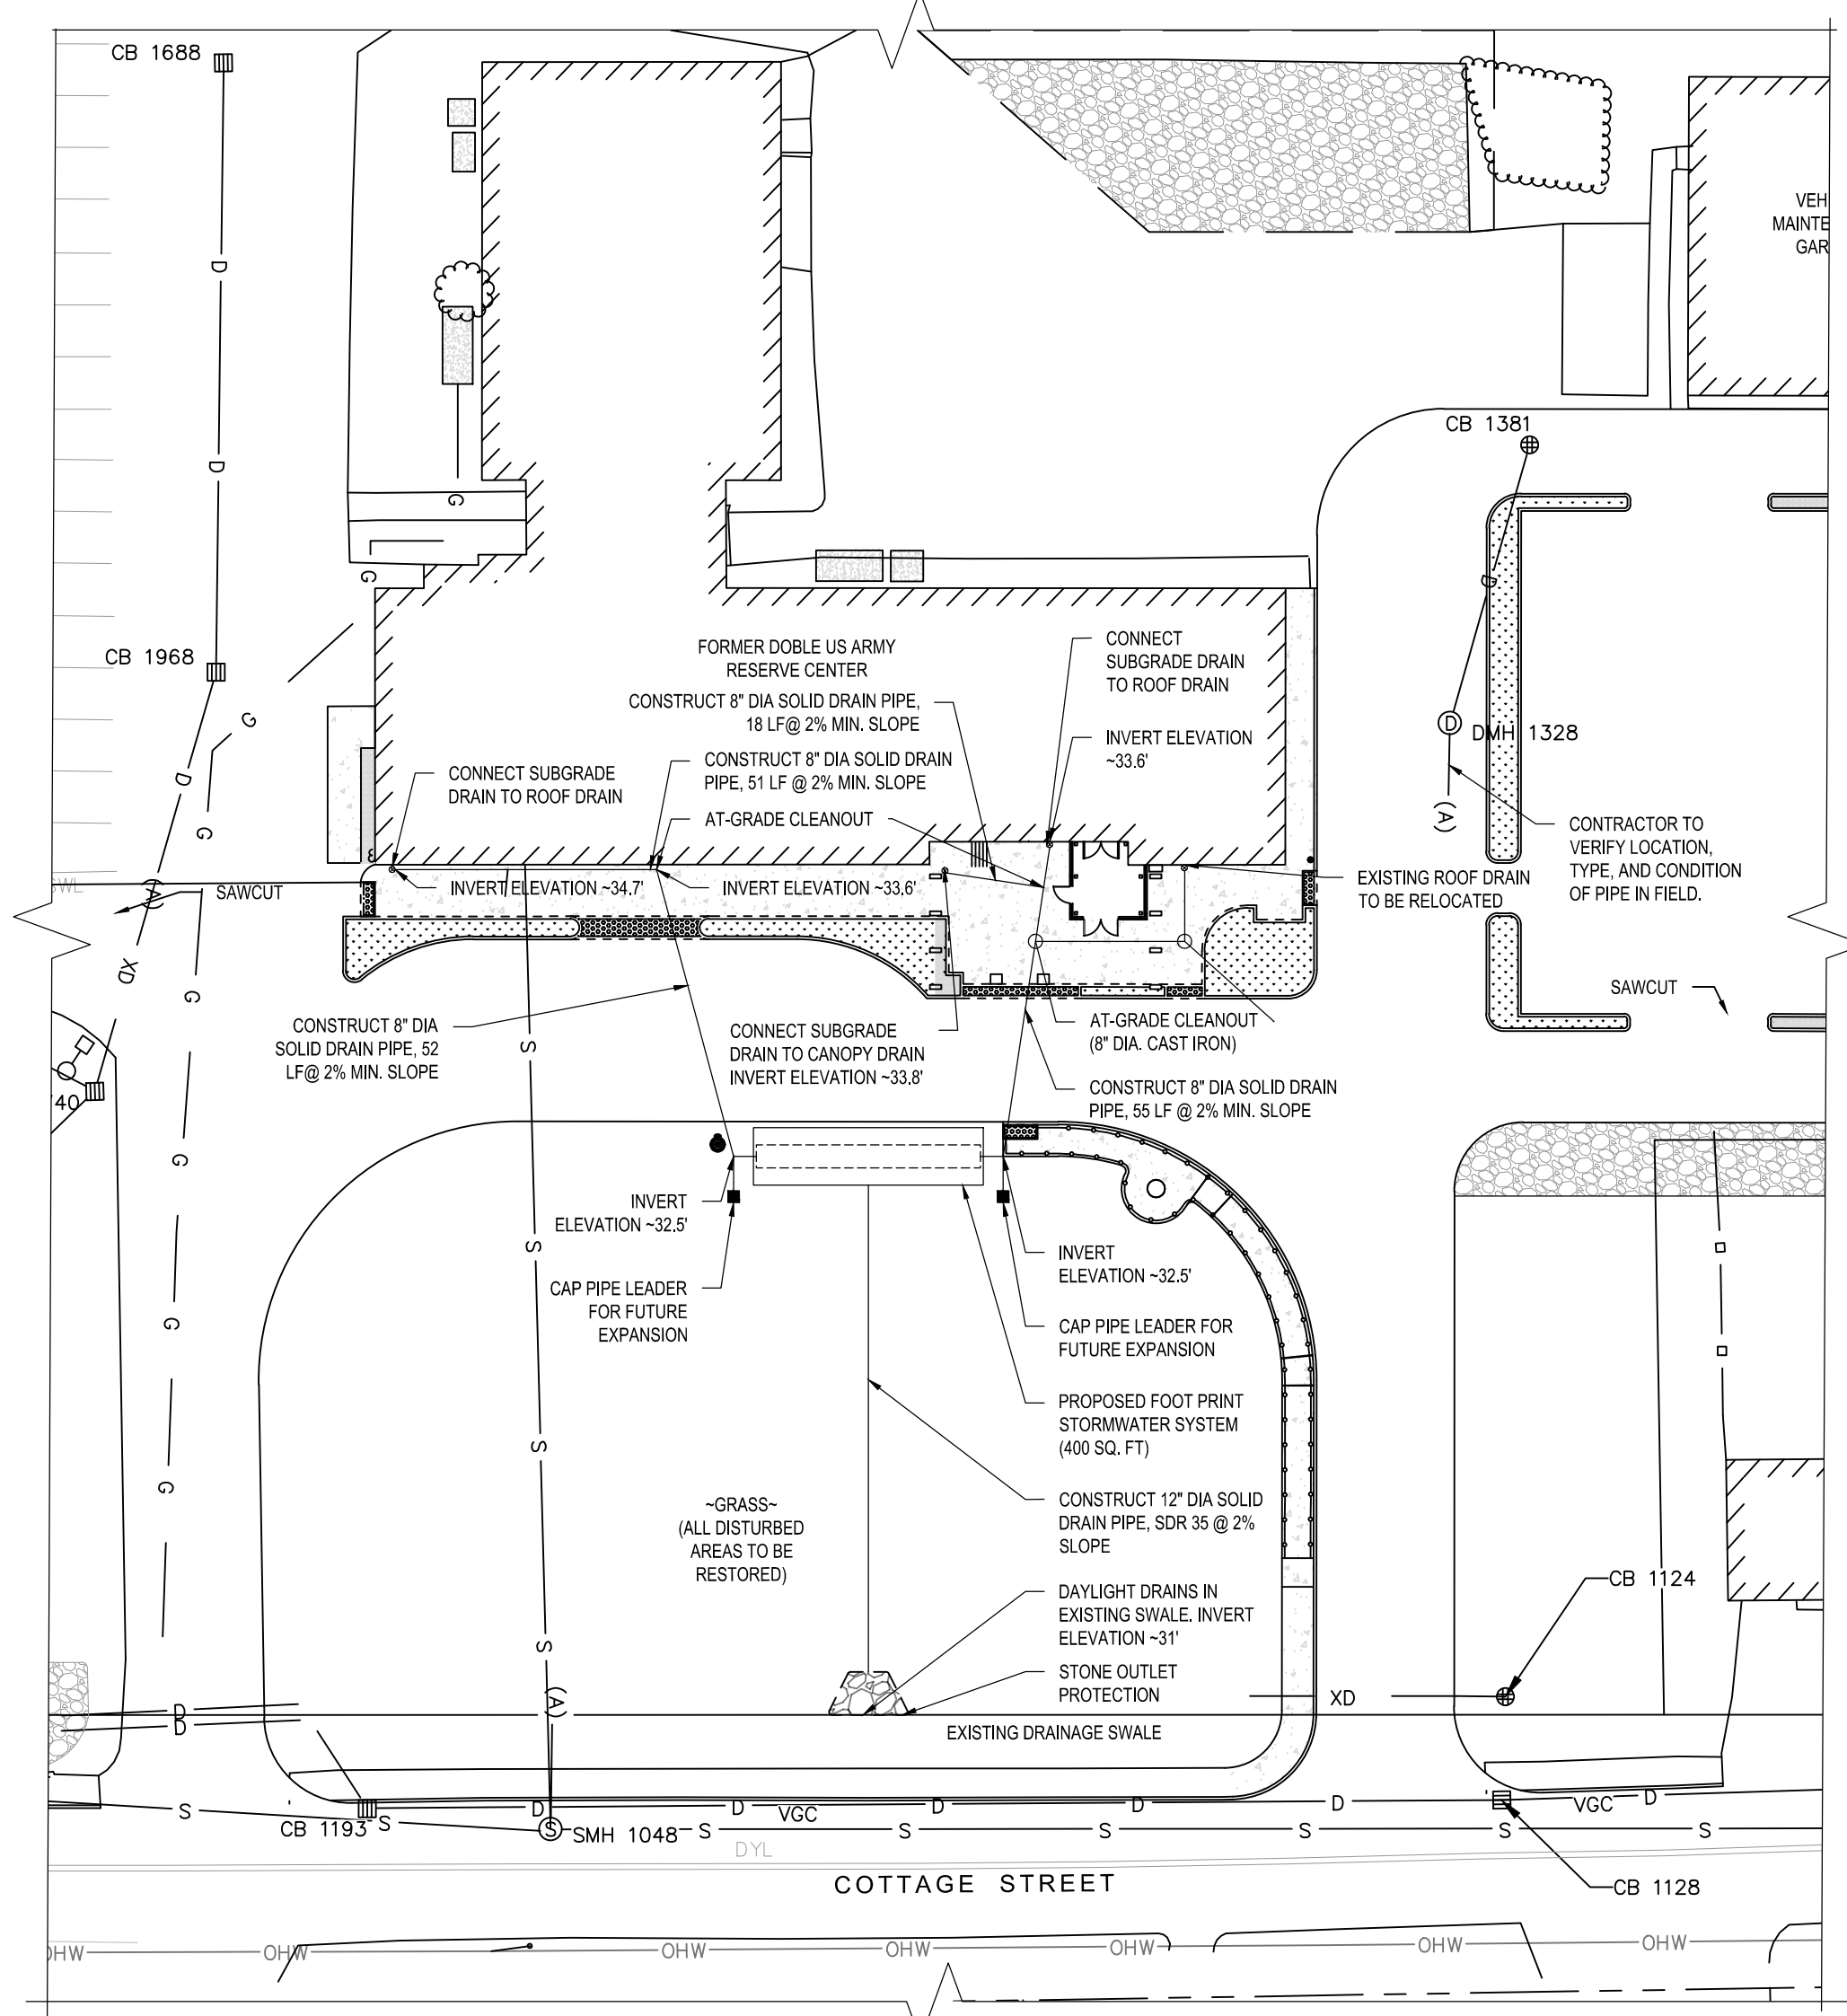 CB 1688
D
D
VEH
MAINTE
GAR
CB 1381
G
G
D
CB 1968
G
FORMER DOBLE US ARMY
RESERVE CENTER
CONSTRUCT 8" DIA SOLID DRAIN PIPE,
18 LF@ 2% MIN. SLOPE
CONNECT
SUBGRADE DRAIN
TO ROOF DRAIN
INVERT ELEVATION
~33.6'
D
DMH 1328
(A)
D
G
CONNECT SUBGRADE
DRAIN TO ROOF DRAIN
CONSTRUCT 8" DIA SOLID DRAIN
PIPE, 51 LF @ 2% MIN. SLOPE
AT-GRADE CLEANOUT
CONTRACTOR TO
VERIFY LOCATION,
TYPE, AND CONDITION
OF PIPE IN FIELD.
SWL
(A)
SAWCUT
INVERT ELEVATION ~34.7'
INVERT ELEVATION ~33.6'
EXISTING ROOF DRAIN
TO BE RELOCATED
XD
G
SAWCUT
CONSTRUCT 8" DIA
SOLID DRAIN PIPE, 52
LF@ 2% MIN. SLOPE
S
CONNECT SUBGRADE
DRAIN TO CANOPY DRAIN
INVERT ELEVATION ~33.8'
AT-GRADE CLEANOUT
(8" DIA. CAST IRON)
CONSTRUCT 8" DIA SOLID DRAIN
PIPE, 55 LF @ 2% MIN. SLOPE
40
G
INVERT
ELEVATION ~32.5'
S
INVERT
ELEVATION ~32.5'
CAP PIPE LEADER
FOR FUTURE
EXPANSION
G
CAP PIPE LEADER FOR
FUTURE EXPANSION
PROPOSED FOOT PRINT
STORMWATER SYSTEM
(400 SQ. FT)
S
G
~GRASS~
(ALL DISTURBED
AREAS TO BE
RESTORED)
CONSTRUCT 12" DIA SOLID
DRAIN PIPE, SDR 35 @ 2%
SLOPE
DAYLIGHT DRAINS IN
EXISTING SWALE, INVERT
ELEVATION ~31'
CB 1124
S
STONE OUTLET
PROTECTION
XD
(A)
D
D
EXISTING DRAINAGE SWALE
S
CB 1193
S
D
D
VGC
D
D
D
VGC
D
S
SMH 1048
S
S
S
S
S
S
DYL
COTTAGE STREET
CB 1128
OHW
OHW
OHW
OHW
OHW
OHW
OHW